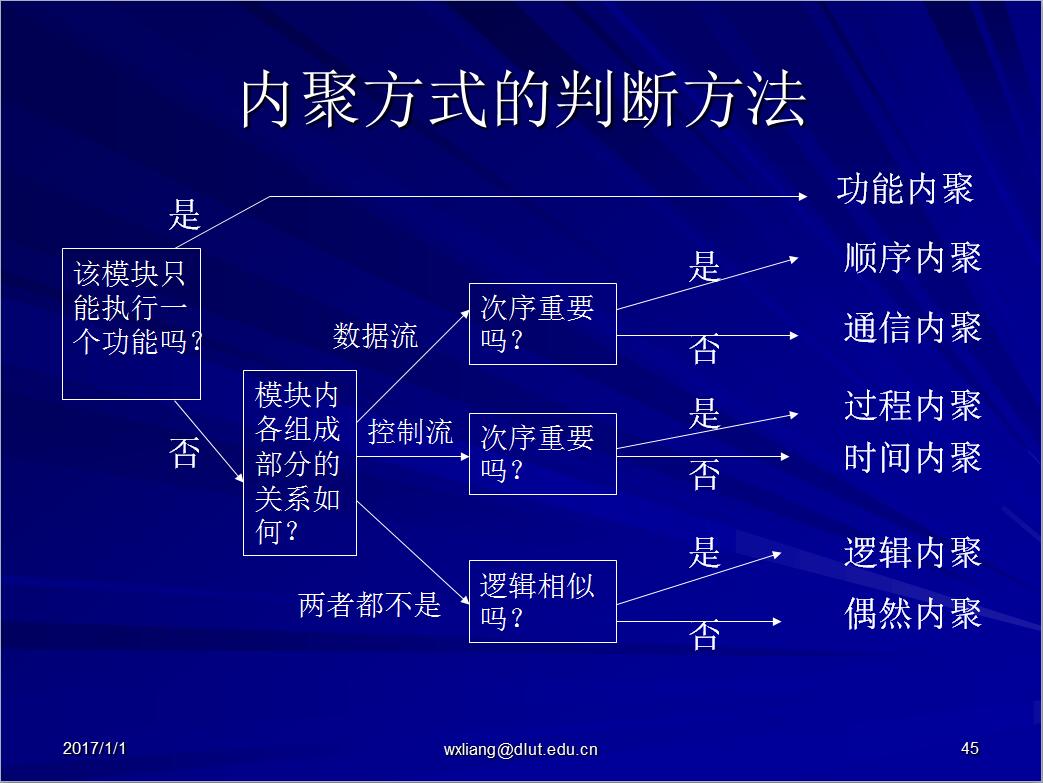 内聚方式的判断方法
是
功能内聚
该模块只
能执行一
个功能吗?
否
模块内
各组成
部分的
关系如
何?
数据流
次序重要
吗?
是
顺序内聚
否
通信内聚
控制流
次序重要
吗?
是
过程内聚
否
时间内聚
两者都不是
逻辑相似
吗?
是
逻辑内聚
否
偶然内聚
2017/1/1
wxliang@dlut.edu.cn
45